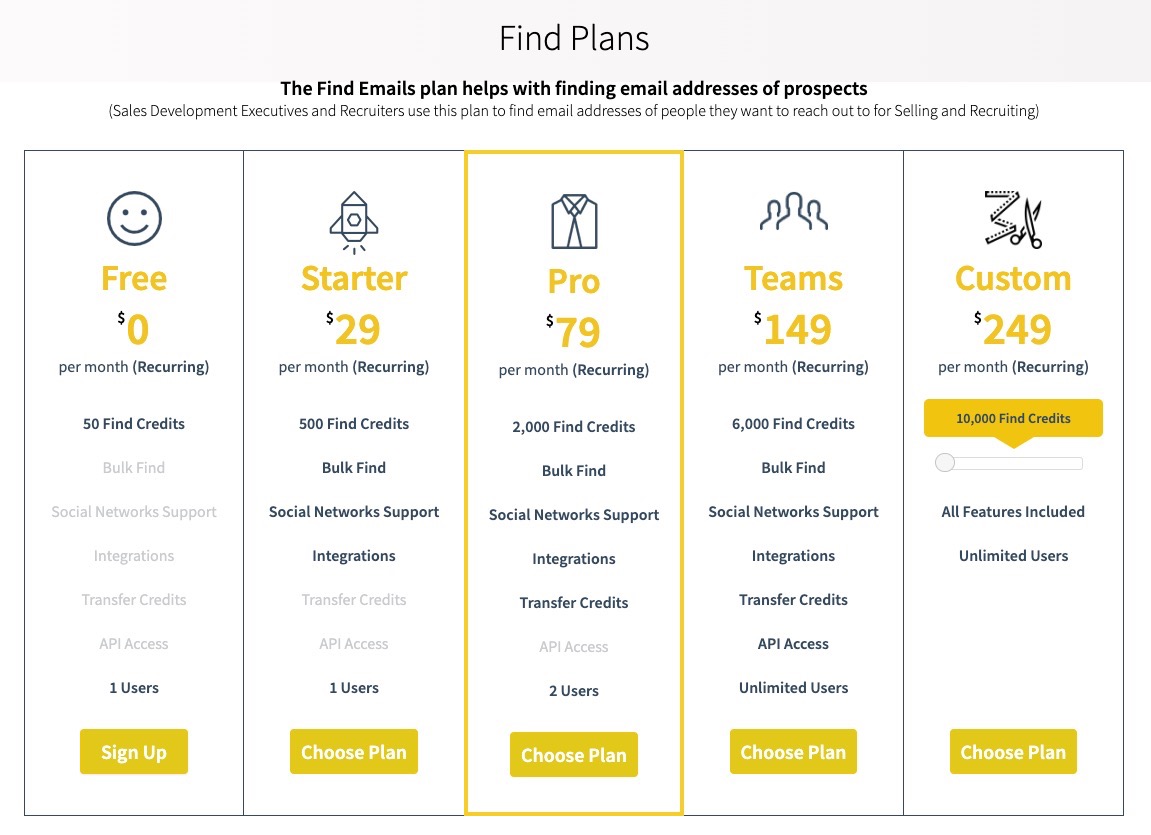 Find Plans
The Find Emails plan helps with finding email addresses of prospects
(Sales Development Executives and Recruiters use this plan to find email addresses of people they want to reach out to for Selling and Recruiting)
Free
$0
per month (Recurring)
50 Find Credits
Bulk Find
Social Networks Support
Integrations
Transfer Credits
API Access
1 Users
Sign Up
Starter
$29
per month (Recurring)
500 Find Credits
Bulk Find
Social Networks Support
Integrations
Transfer Credits
API Access
1 Users
Choose Plan
Pro
$79
per month (Recurring)
2,000 Find Credits
Bulk Find
Social Networks Support
Integrations
Transfer Credits
API Access
2 Users
Choose Plan
Teams
$149
per month (Recurring)
6,000 Find Credits
Bulk Find
Social Networks Support
Integrations
Transfer Credits
API Access
Unlimited Users
Choose Plan
Custom
$249
per month (Recurring)
10,000 Find Credits
All Features Included
Unlimited Users
Choose Plan